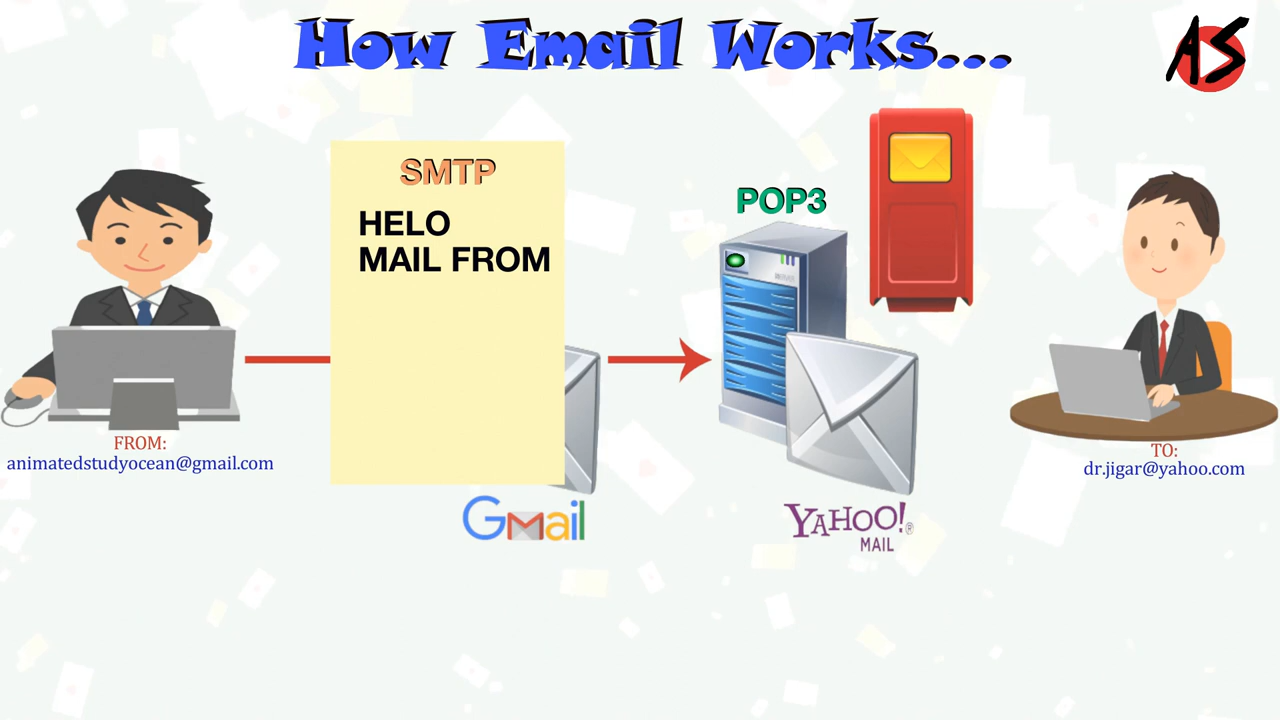 How Email Works...
AS
SMTP
HELO
MAIL FROM
POP3
FROM:
animatedstudyocean@gmail.com
TO:
dr.jigar@yahoo.com
Gmail
YAHOO!®
MAIL